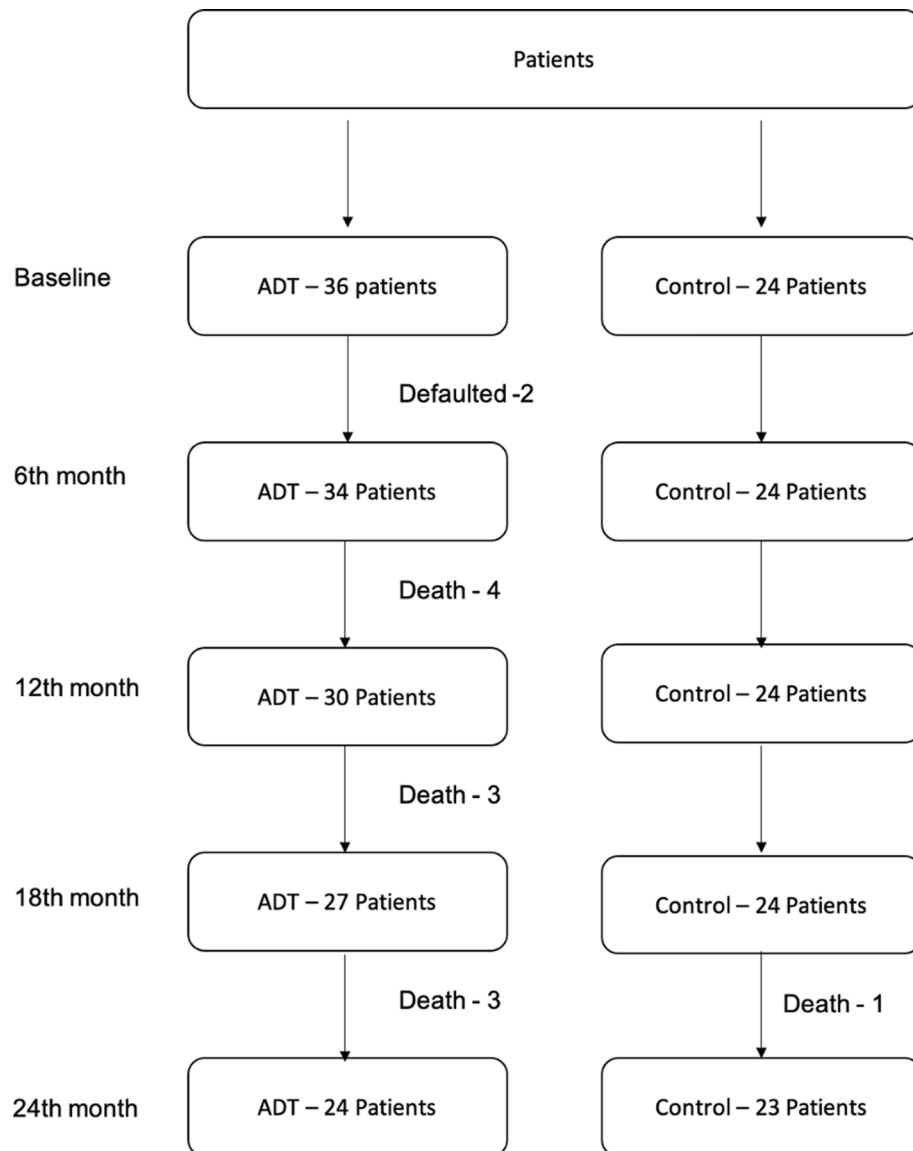 Patients
Baseline
ADT – 36 patients
Control – 24 Patients
Defaulted -2
6th month
ADT – 34 Patients
Control – 24 Patients
Death - 4
12th month
ADT – 30 Patients
Control – 24 Patients
Death - 3
18th month
ADT – 27 Patients
Control – 24 Patients
Death - 3
Death - 1
24th month
ADT – 24 Patients
Control – 23 Patients